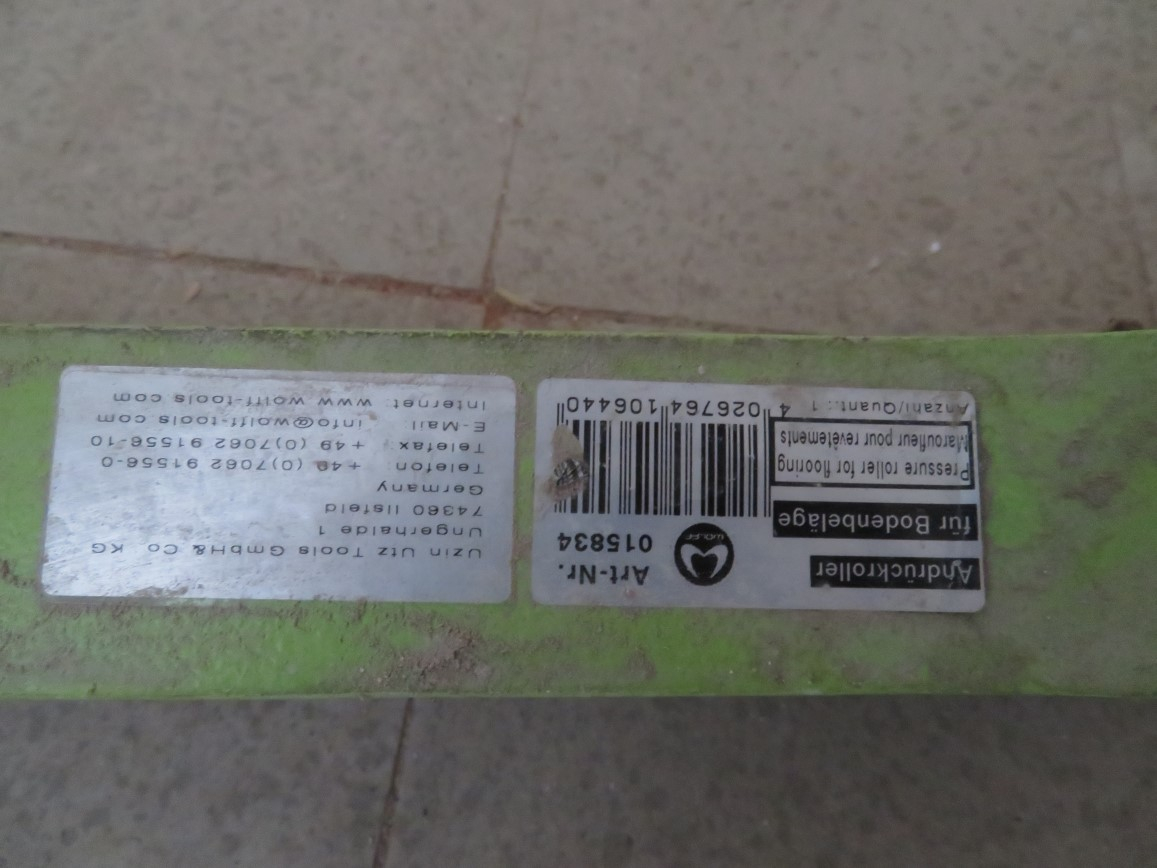 Andrückroller
für Bodenbeläge
Pressure roller for flooring
Maroufleur pour revêtements
Anzahl/Quant.: 1
WOLFF
Art-Nr.
015834
4 026764 106440
Uzin Utz Tools GmbH & Co KG
Ungerhalde 1
74360 Ilsfeld
Germany
Telefon: +49 (0)7062 91556-0
Telefax: +49 (0)7062 91556-10
E-Mail: info@wolff-tools.com
Internet: www.wolff-tools.com